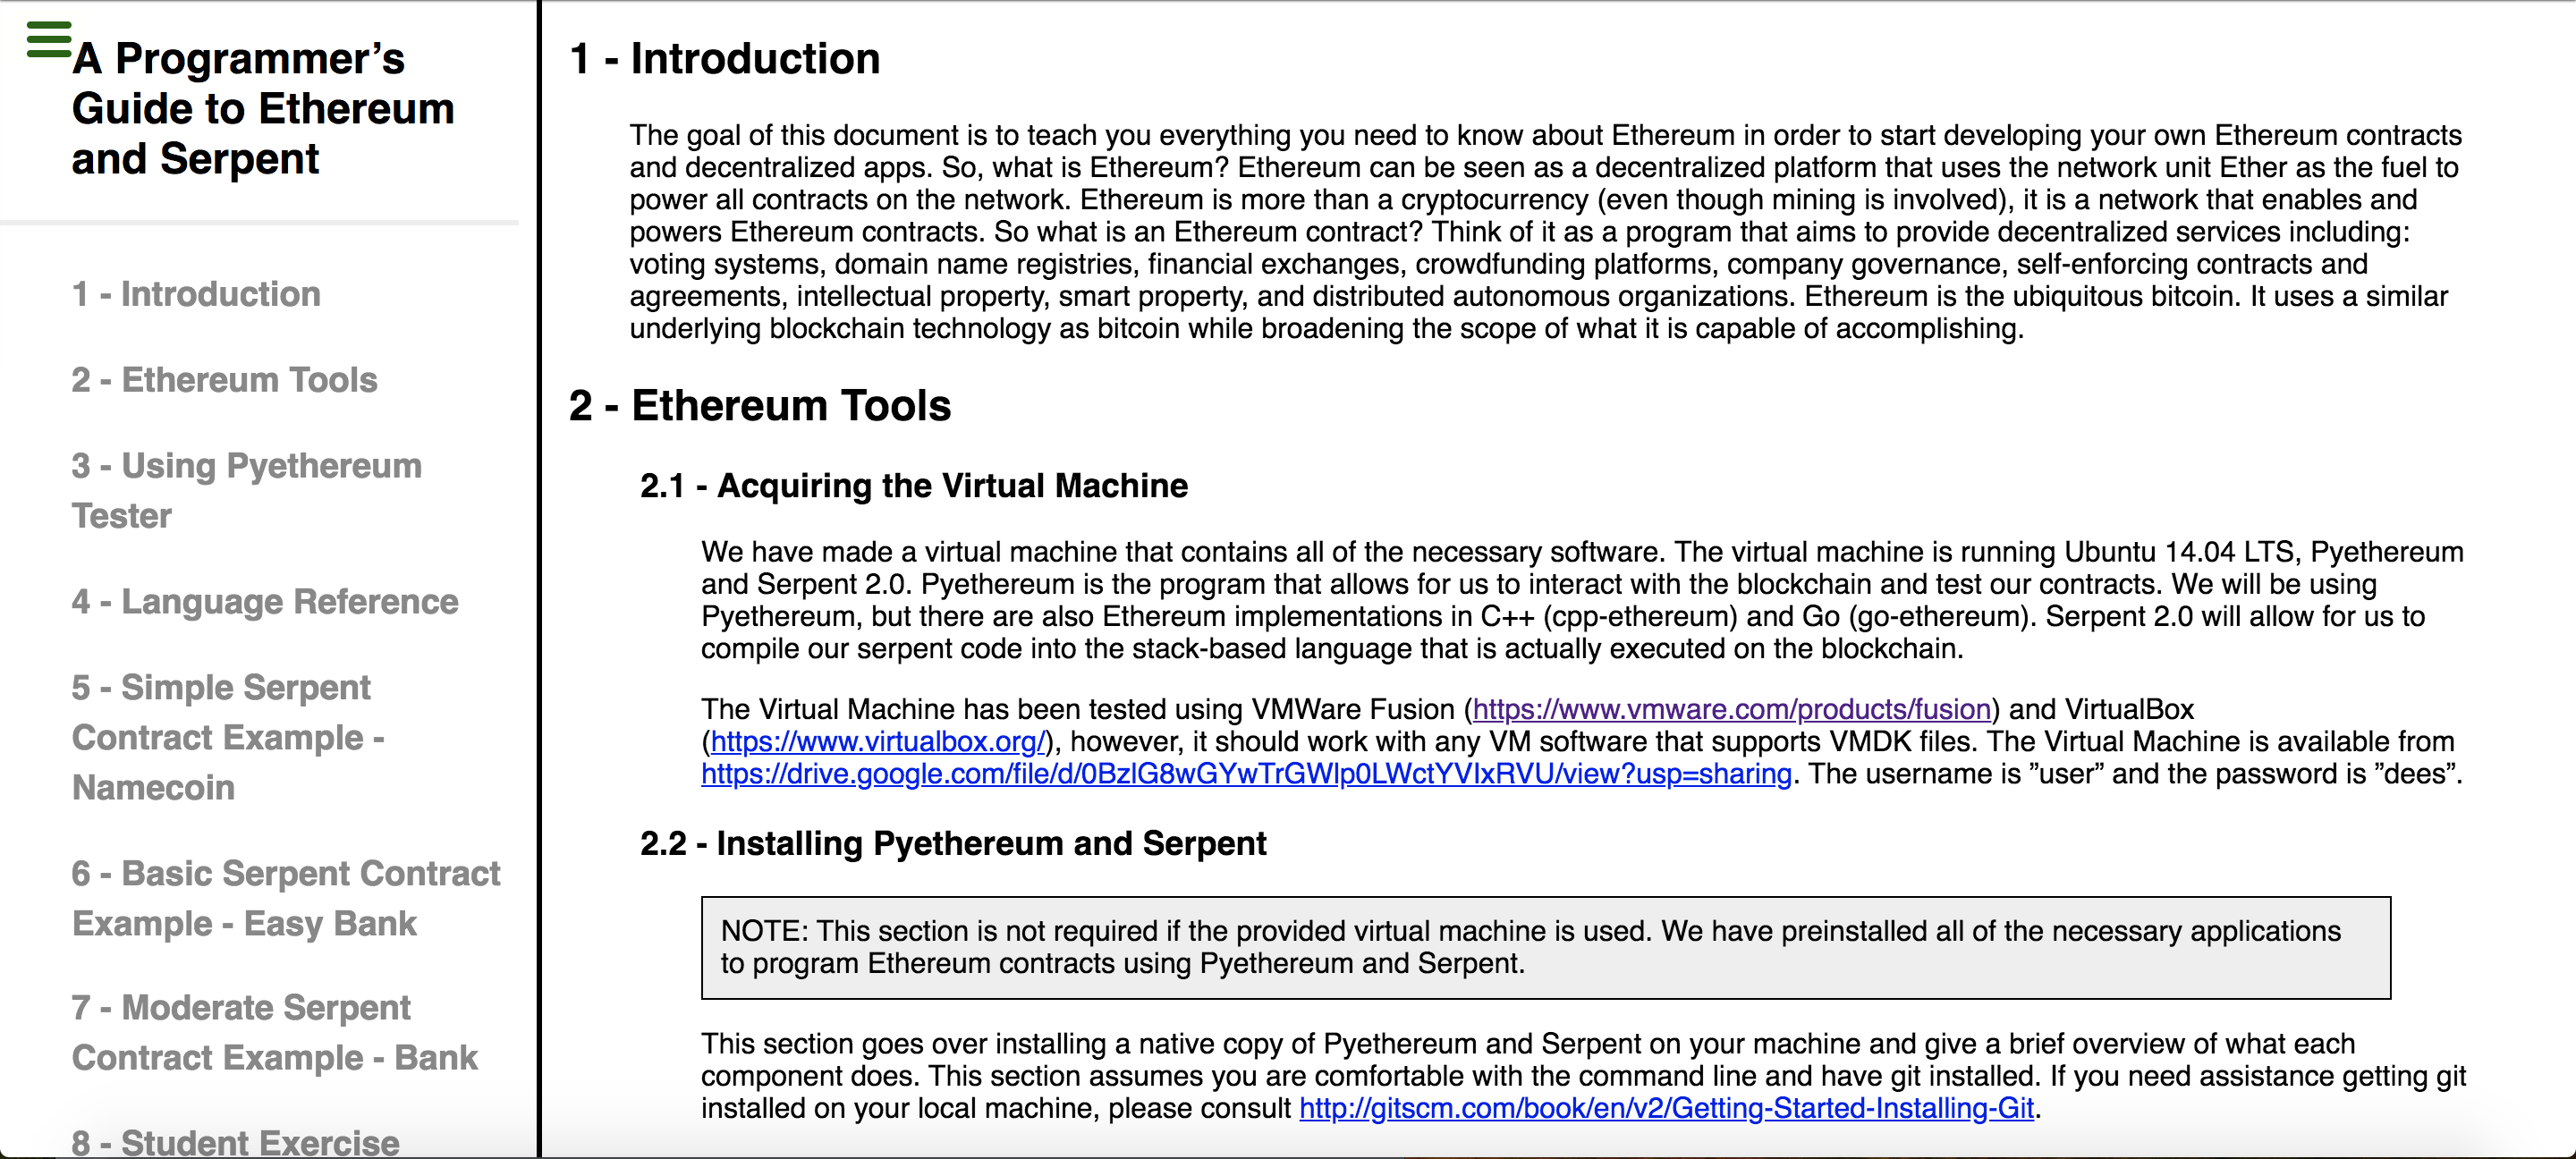 A Programmer’s
Guide to Ethereum
and Serpent
1 - Introduction
2 - Ethereum Tools
3 - Using Pyethereum
Tester
4 - Language Reference
5 - Simple Serpent
Contract Example -
Namecoin
6 - Basic Serpent Contract
Example - Easy Bank
7 - Moderate Serpent
Contract Example - Bank
8 - Student Exercise
1 - Introduction
The goal of this document is to teach you everything you need to know about Ethereum in order to start developing your own Ethereum contracts
and decentralized apps. So, what is Ethereum? Ethereum can be seen as a decentralized platform that uses the network unit Ether as the fuel to
power all contracts on the network. Ethereum is more than a cryptocurrency (even though mining is involved), it is a network that enables and
powers Ethereum contracts. So what is an Ethereum contract? Think of it as a program that aims to provide decentralized services including:
voting systems, domain name registries, financial exchanges, crowdfunding platforms, company governance, self-enforcing contracts and
agreements, intellectual property, smart property, and distributed autonomous organizations. Ethereum is the ubiquitous bitcoin. It uses a similar
underlying blockchain technology as bitcoin while broadening the scope of what it is capable of accomplishing.
2 - Ethereum Tools
2.1 - Acquiring the Virtual Machine
We have made a virtual machine that contains all of the necessary software. The virtual machine is running Ubuntu 14.04 LTS, Pyethereum
and Serpent 2.0. Pyethereum is the program that allows for us to interact with the blockchain and test our contracts. We will be using
Pyethereum, but there are also Ethereum implementations in C++ (cpp-ethereum) and Go (go-ethereum). Serpent 2.0 will allow for us to
compile our serpent code into the stack-based language that is actually executed on the blockchain.
The Virtual Machine has been tested using VMWare Fusion (https://www.vmware.com/products/fusion) and VirtualBox
(https://www.virtualbox.org/), however, it should work with any VM software that supports VMDK files. The Virtual Machine is available from
https://drive.google.com/file/d/0BzlG8wGYwTrGWlp0LWctYVIxRVU/view?usp=sharing. The username is ”user” and the password is ”dees”.
2.2 - Installing Pyethereum and Serpent
NOTE: This section is not required if the provided virtual machine is used. We have preinstalled all of the necessary applications
to program Ethereum contracts using Pyethereum and Serpent.
This section goes over installing a native copy of Pyethereum and Serpent on your machine and give a brief overview of what each
component does. This section assumes you are comfortable with the command line and have git installed. If you need assistance getting git
installed on your local machine, please consult http://gitscm.com/book/en/v2/Getting-Started-Installing-Git.